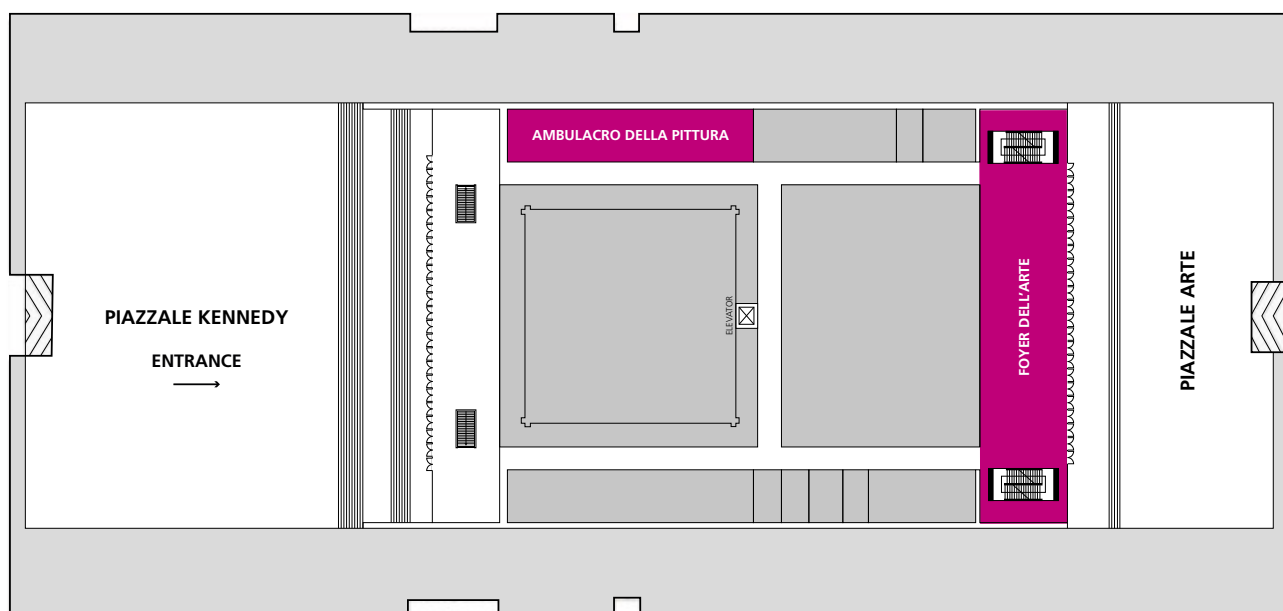 AMBULACRO DELLA PITTURA
PIAZZALE KENNEDY
ENTRANCE
ELEVATOR
FOYER DELL'ARTE
PIAZZALE ARTE